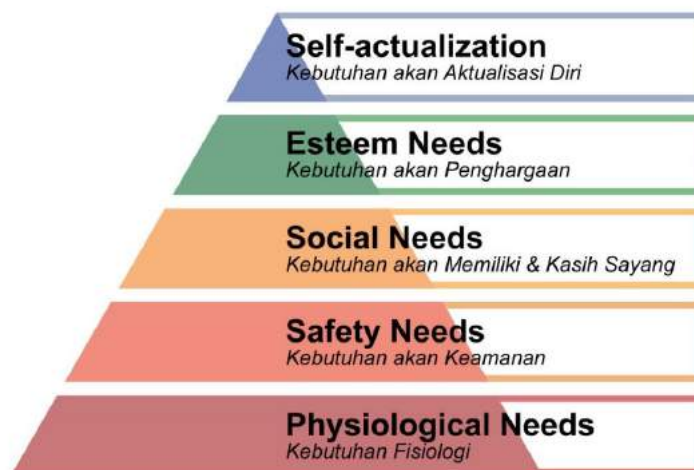 Self-actualization
Kebutuhan akan Aktualisasi Diri
Esteem Needs
Kebutuhan akan Penghargaan
Social Needs
Kebutuhan akan Memiliki & Kasih Sayang
Safety Needs
Kebutuhan akan Keamanan
Physiological Needs
Kebutuhan Fisiologi